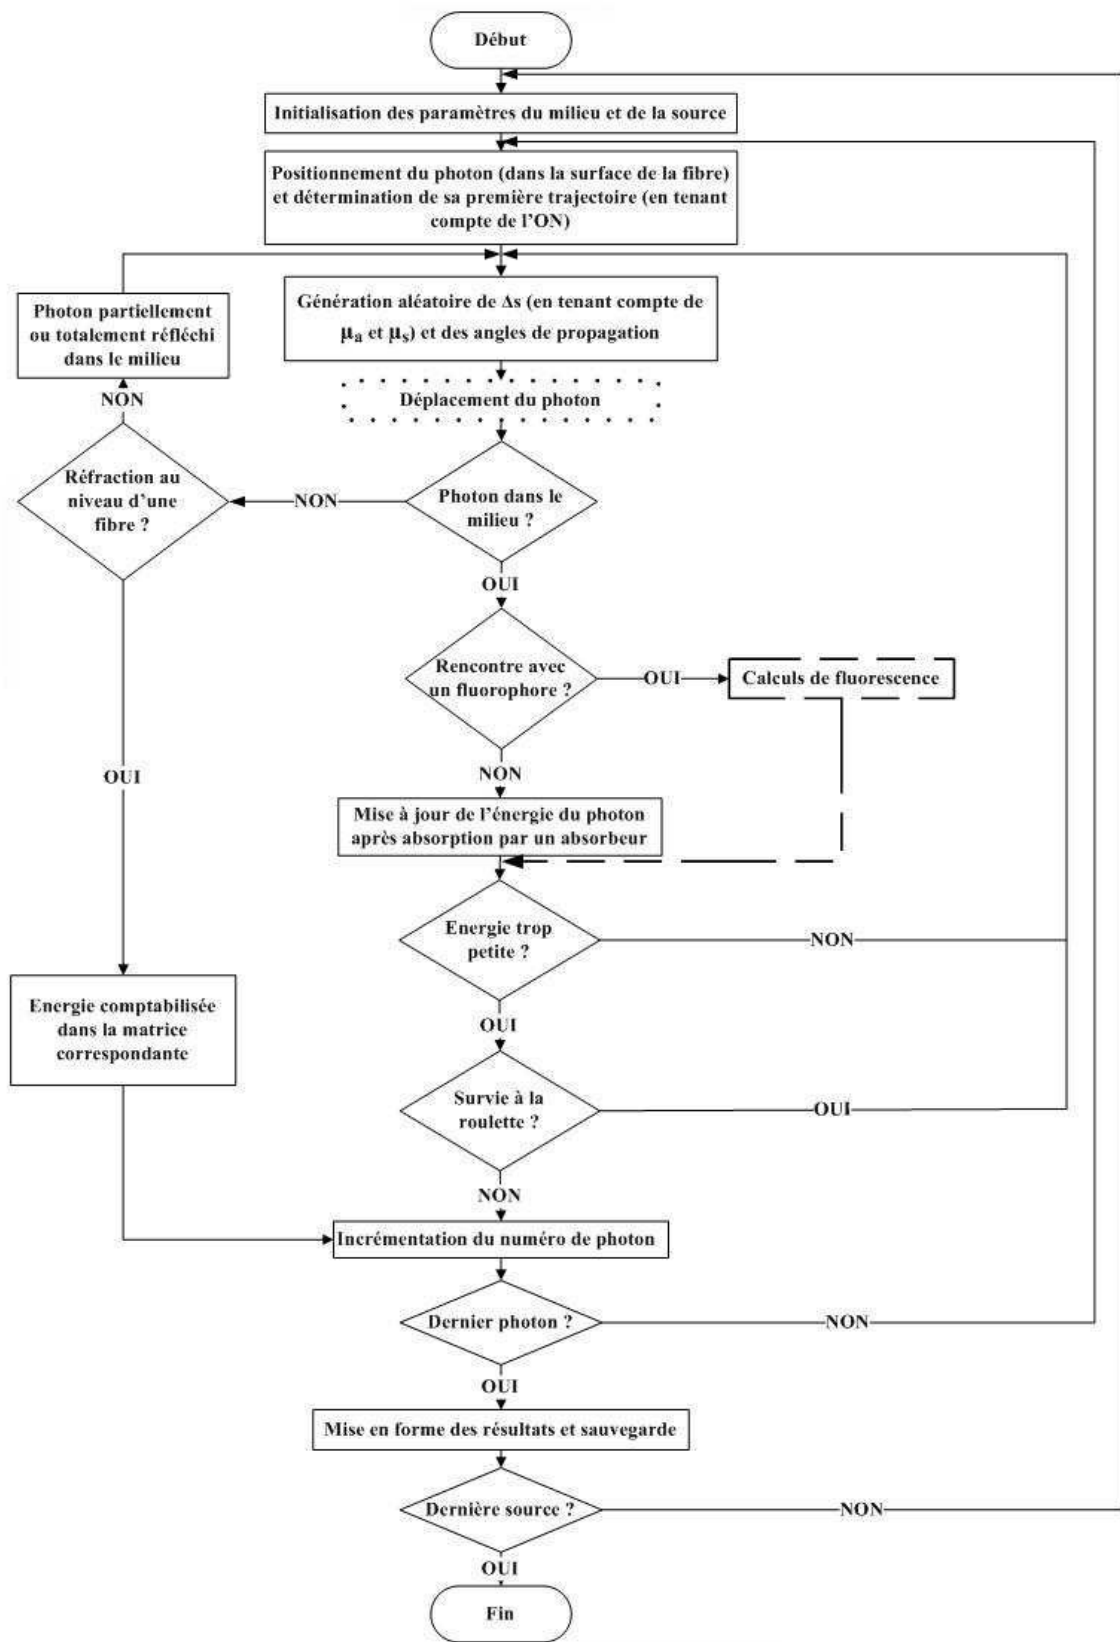 Début
Initialisation des paramètres du milieu et de la source
Positionnement du photon (dans la surface de la fibre)
et détermination de sa première trajectoire (en tenant
compte de l'ON)
Génération aléatoire de Δs (en tenant compte de
μa et μs) et des angles de propagation
Photon partiellement
ou totalement réfléchi
dans le milieu
NON
Déplacement du photon
Réfraction au
niveau d'une
fibre ?
NON
Photon dans le
milieu ?
OUI
Rencontre avec
un fluorophore ?
OUI
Calculs de fluorescence
NON
OUI
Mise à jour de l'énergie du photon
après absorption par un absorbeur
Energie trop
petite ?
NON
OUI
Energie comptabilisée
dans la matrice
correspondante
Survie à la
roulette ?
OUI
NON
Incrémentation du numéro de photon
Dernier photon ?
NON
OUI
Mise en forme des résultats et sauvegarde
Dernière source ?
NON
OUI
Fin